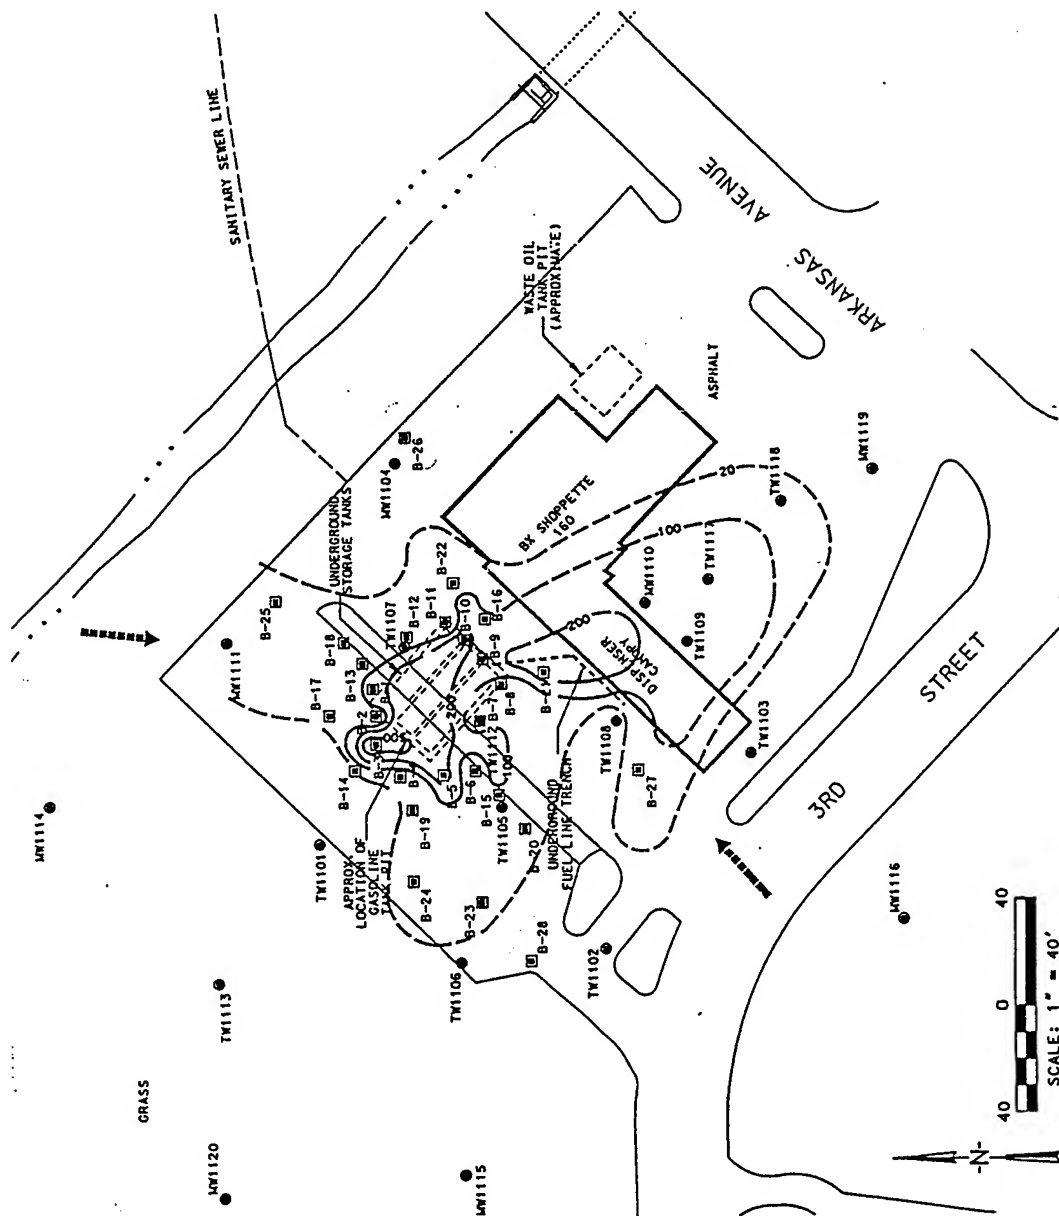 SANITARY SEWER LINE
AVENUE
ARKANSAS
WASTE OIL
TANK PIT
(APPROXIMATE)
ASPHALT
B-26
MW1104
UNDERGROUND
STORAGE TANKS
BX SHOPPETTE
160
20
100
200
TW1118
MW1119
TW1117
MW1110
TW1109
DISPENSER
CANOPY
B-22
B-11
B-10
B-16
B-9
B-12
TW1107
B-25
B-18
B-13
B-17
B-2
B-8
B-7
TW1112
B-21
TW1108
TW1103
B-27
UNDERGROUND
FUEL LINE TRENCH
B-14
B-5
B-6
B-15
100
TW1105
B-20
B-19
B-24
B-23
B-28
APPROX.
LOCATION OF
GASOLINE
TANK PIT
MW1111
MW1114
TW1101
TW1106
TW1102
TW1113
MW1120
MW1115
MW1116
GRASS
3RD
STREET
40
0
40
SCALE: 1" = 40'
-N-